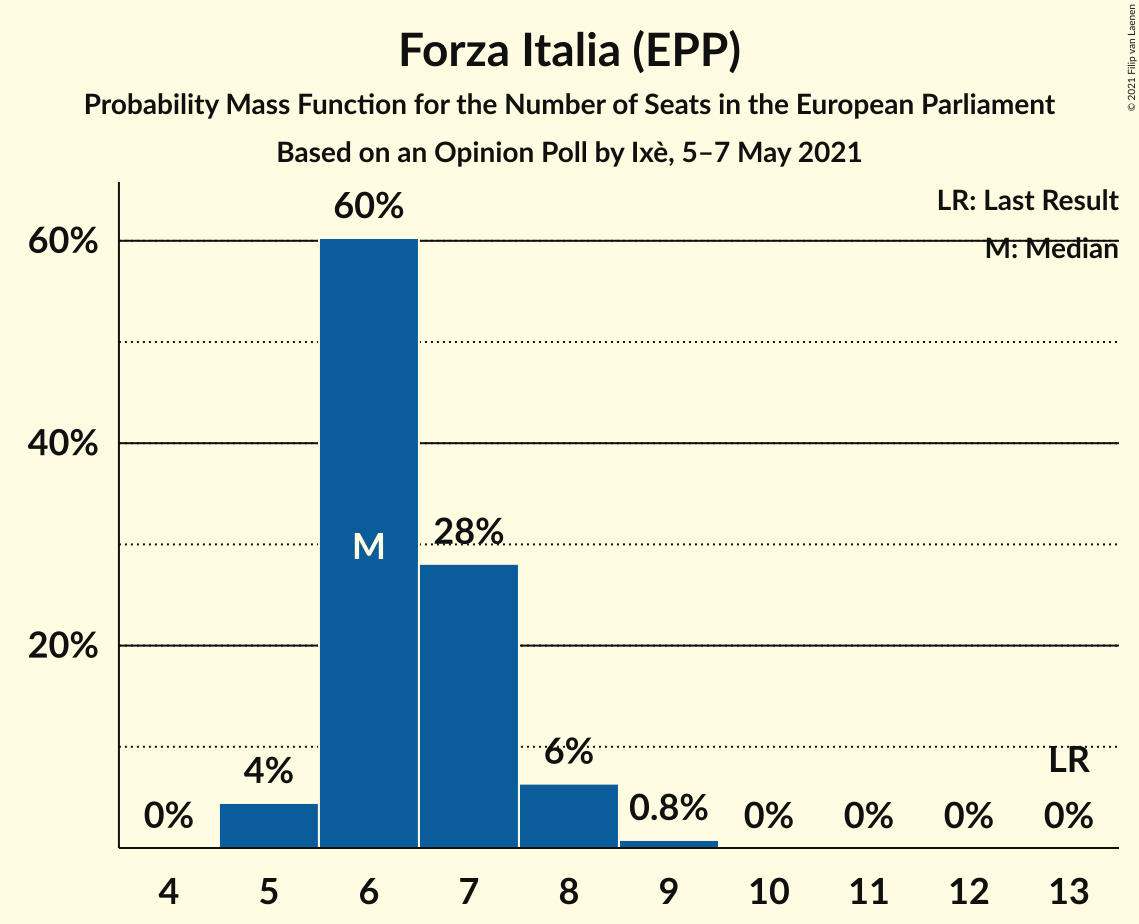 Forza Italia (EPP)
Probability Mass Function for the Number of Seats in the European Parliament
Based on an Opinion Poll by Ixè, 5–7 May 2021
© 2021 Filip van Laenen
LR: Last Result
M: Median
60%
40%
20%
0%
4%
60%
M
28%
6%
0.8%
0%
0%
0%
LR
0%
4 5 6 7 8 9 10 11 12 13